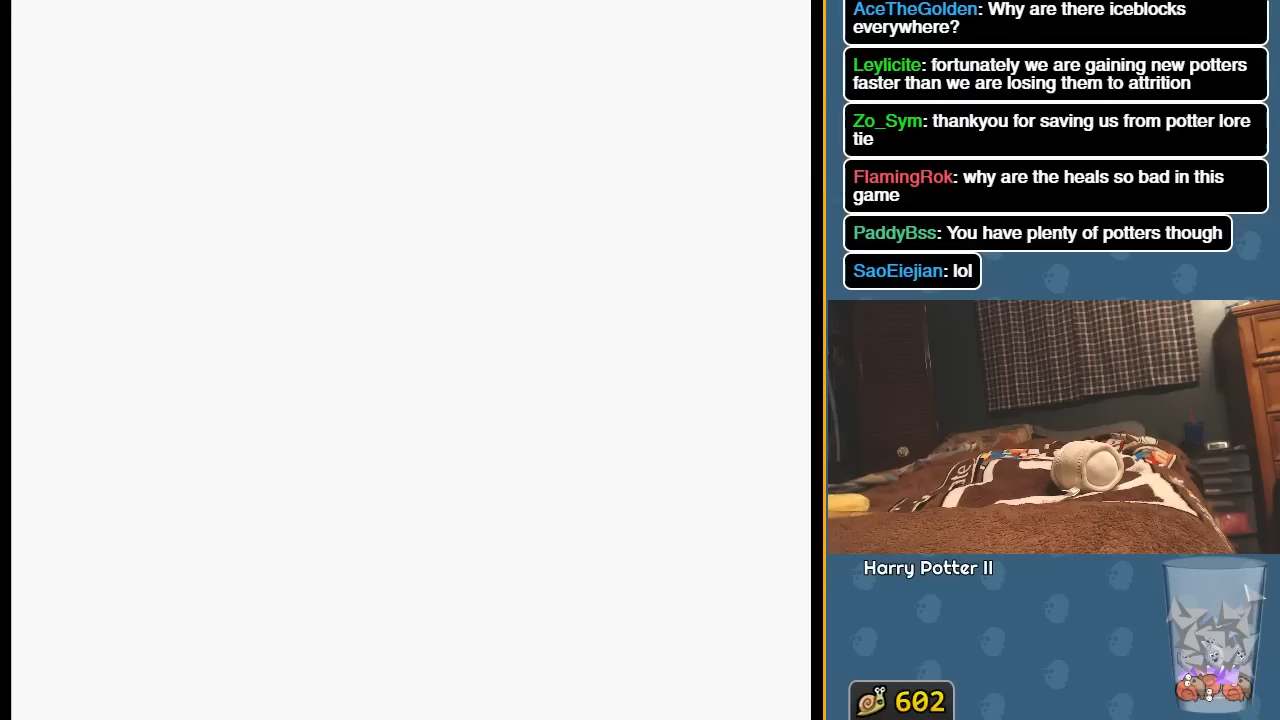 AceTheGolden: Why are there iceblocks
everywhere?
Leylicite: fortunately we are gaining new potters
faster than we are losing them to attrition
Zo_Sym: thankyou for saving us from potter lore
tie
FlamingRok: why are the heals so bad in this
game
PaddyBss: You have plenty of potters though
SaoEiejian: lol
Harry Potter II
602